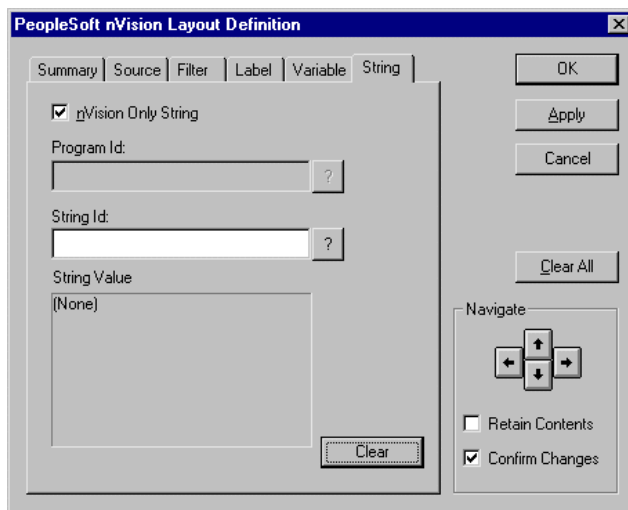 PeopleSoft nVision Layout Definition
Summary Source Filter Label Variable String
nVision Only String
Program Id:
?
String Id:
?
String Value
(None)
Clear
OK
Apply
Cancel
Clear All
Navigate
Retain Contents
Confirm Changes